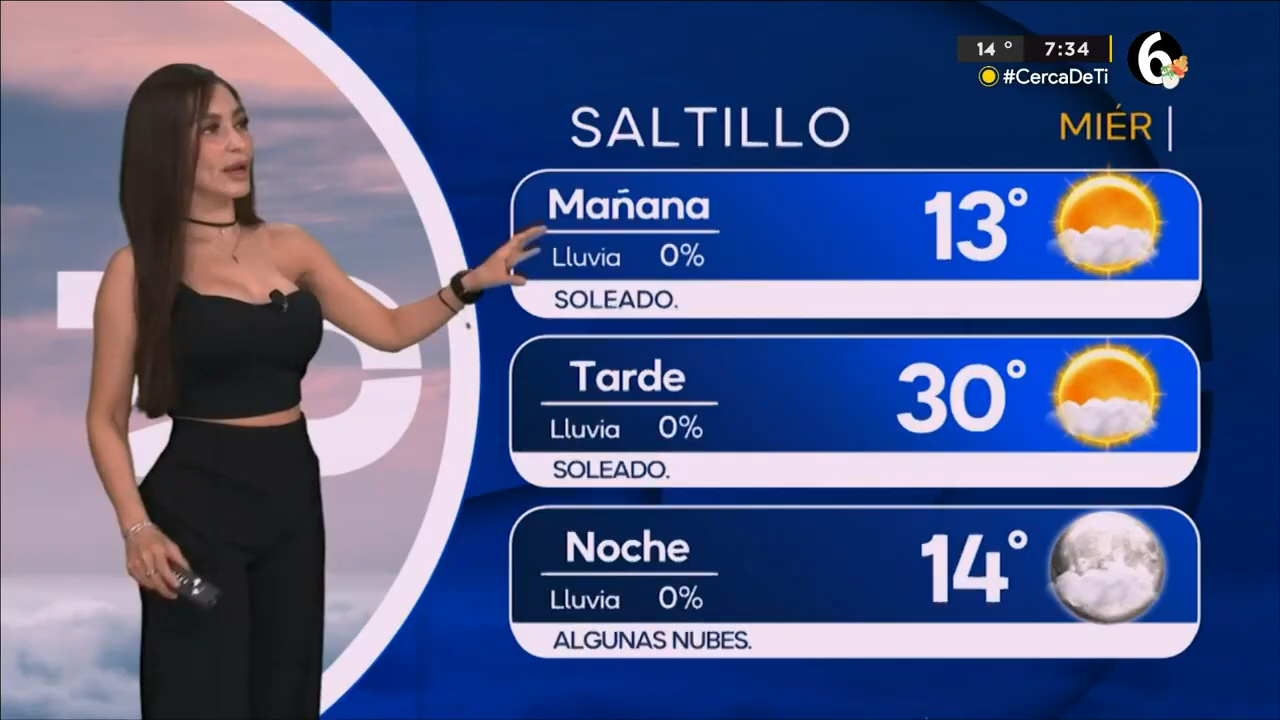 14 ° 7:34
6
#CercaDeTi
SALTILLO
MIÉR
Mañana
Lluvia 0%
13°
SOLEADO.
Tarde
Lluvia 0%
30°
SOLEADO.
Noche
Lluvia 0%
14°
ALGUNAS NUBES.